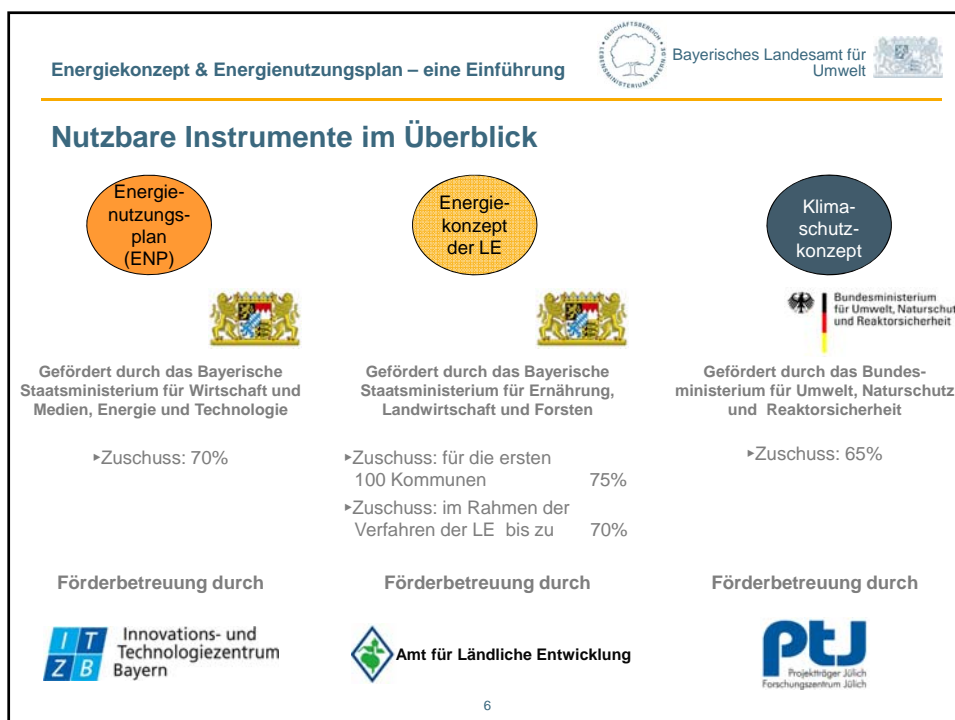 Energiekonzept & Energienutzungsplan – eine Einführung
GESCHÄFTSBEREICH
LEBENSMINISTERIUM BAYERN
Bayerisches Landesamt für
Umwelt
Nutzbare Instrumente im Überblick
Energie-
nutzungs-
plan
(ENP)
Energie-
konzept
der LE
Klima-
schutz-
konzept
Bundesministerium
für Umwelt, Naturschut
und Reaktorsicherheit
Gefördert durch das Bayerische
Staatsministerium für Wirtschaft und
Medien, Energie und Technologie
Gefördert durch das Bayerische
Staatsministerium für Ernährung,
Landwirtschaft und Forsten
Gefördert durch das Bundes-
ministerium für Umwelt, Naturschutz
und Reaktorsicherheit
▸Zuschuss: 70%
▸Zuschuss: für die ersten
100 Kommunen 75%
▸Zuschuss: im Rahmen der
Verfahren der LE bis zu 70%
▸Zuschuss: 65%
Förderbetreuung durch
Förderbetreuung durch
Förderbetreuung durch
I T
Z B
Innovations- und
Technologiezentrum
Bayern
Amt für Ländliche Entwicklung
PtJ
Projektträger Jülich
Forschungszentrum Jülich
6